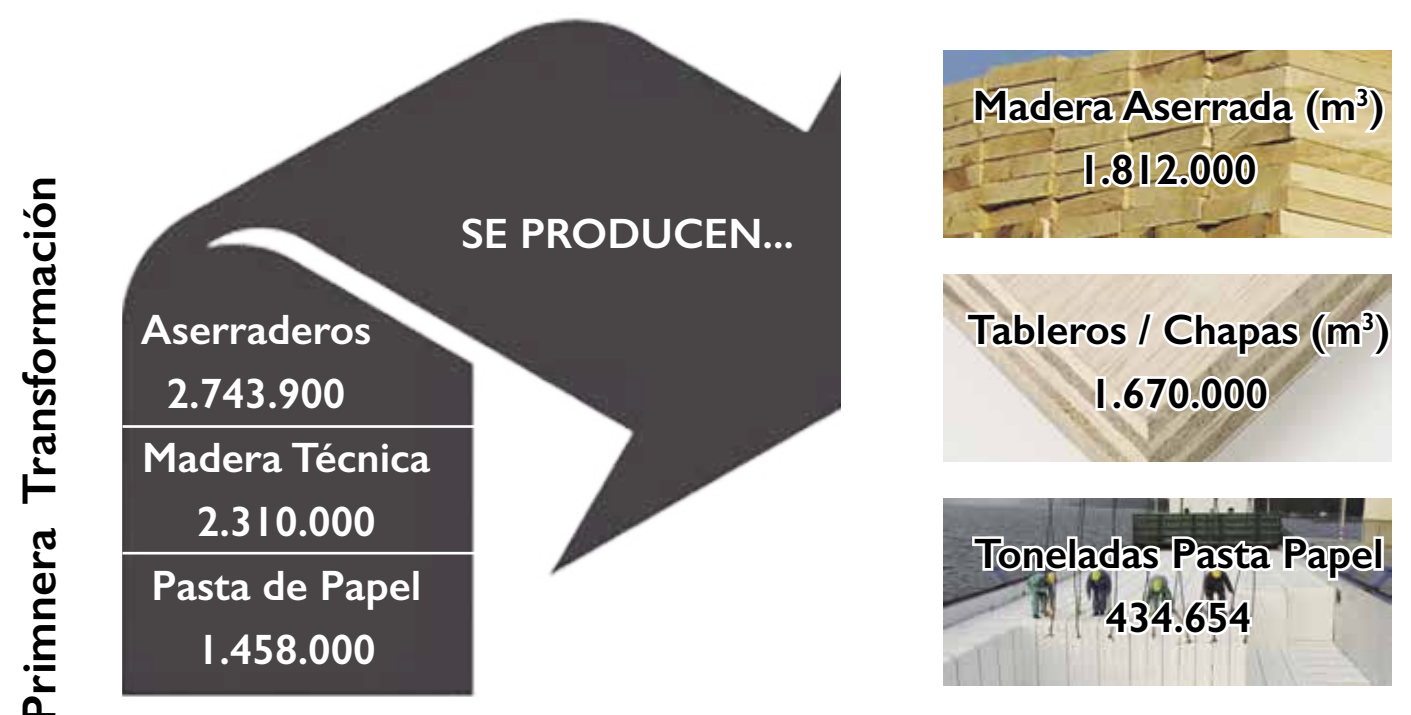 Primnera Transformación
SE PRODUCEN...
Aserraderos
2.743.900
Madera Técnica
2.310.000
Pasta de Papel
1.458.000
Madera Aserrada (m³)
1.812.000
Tableros / Chapas (m³)
1.670.000
Toneladas Pasta Papel
434.654